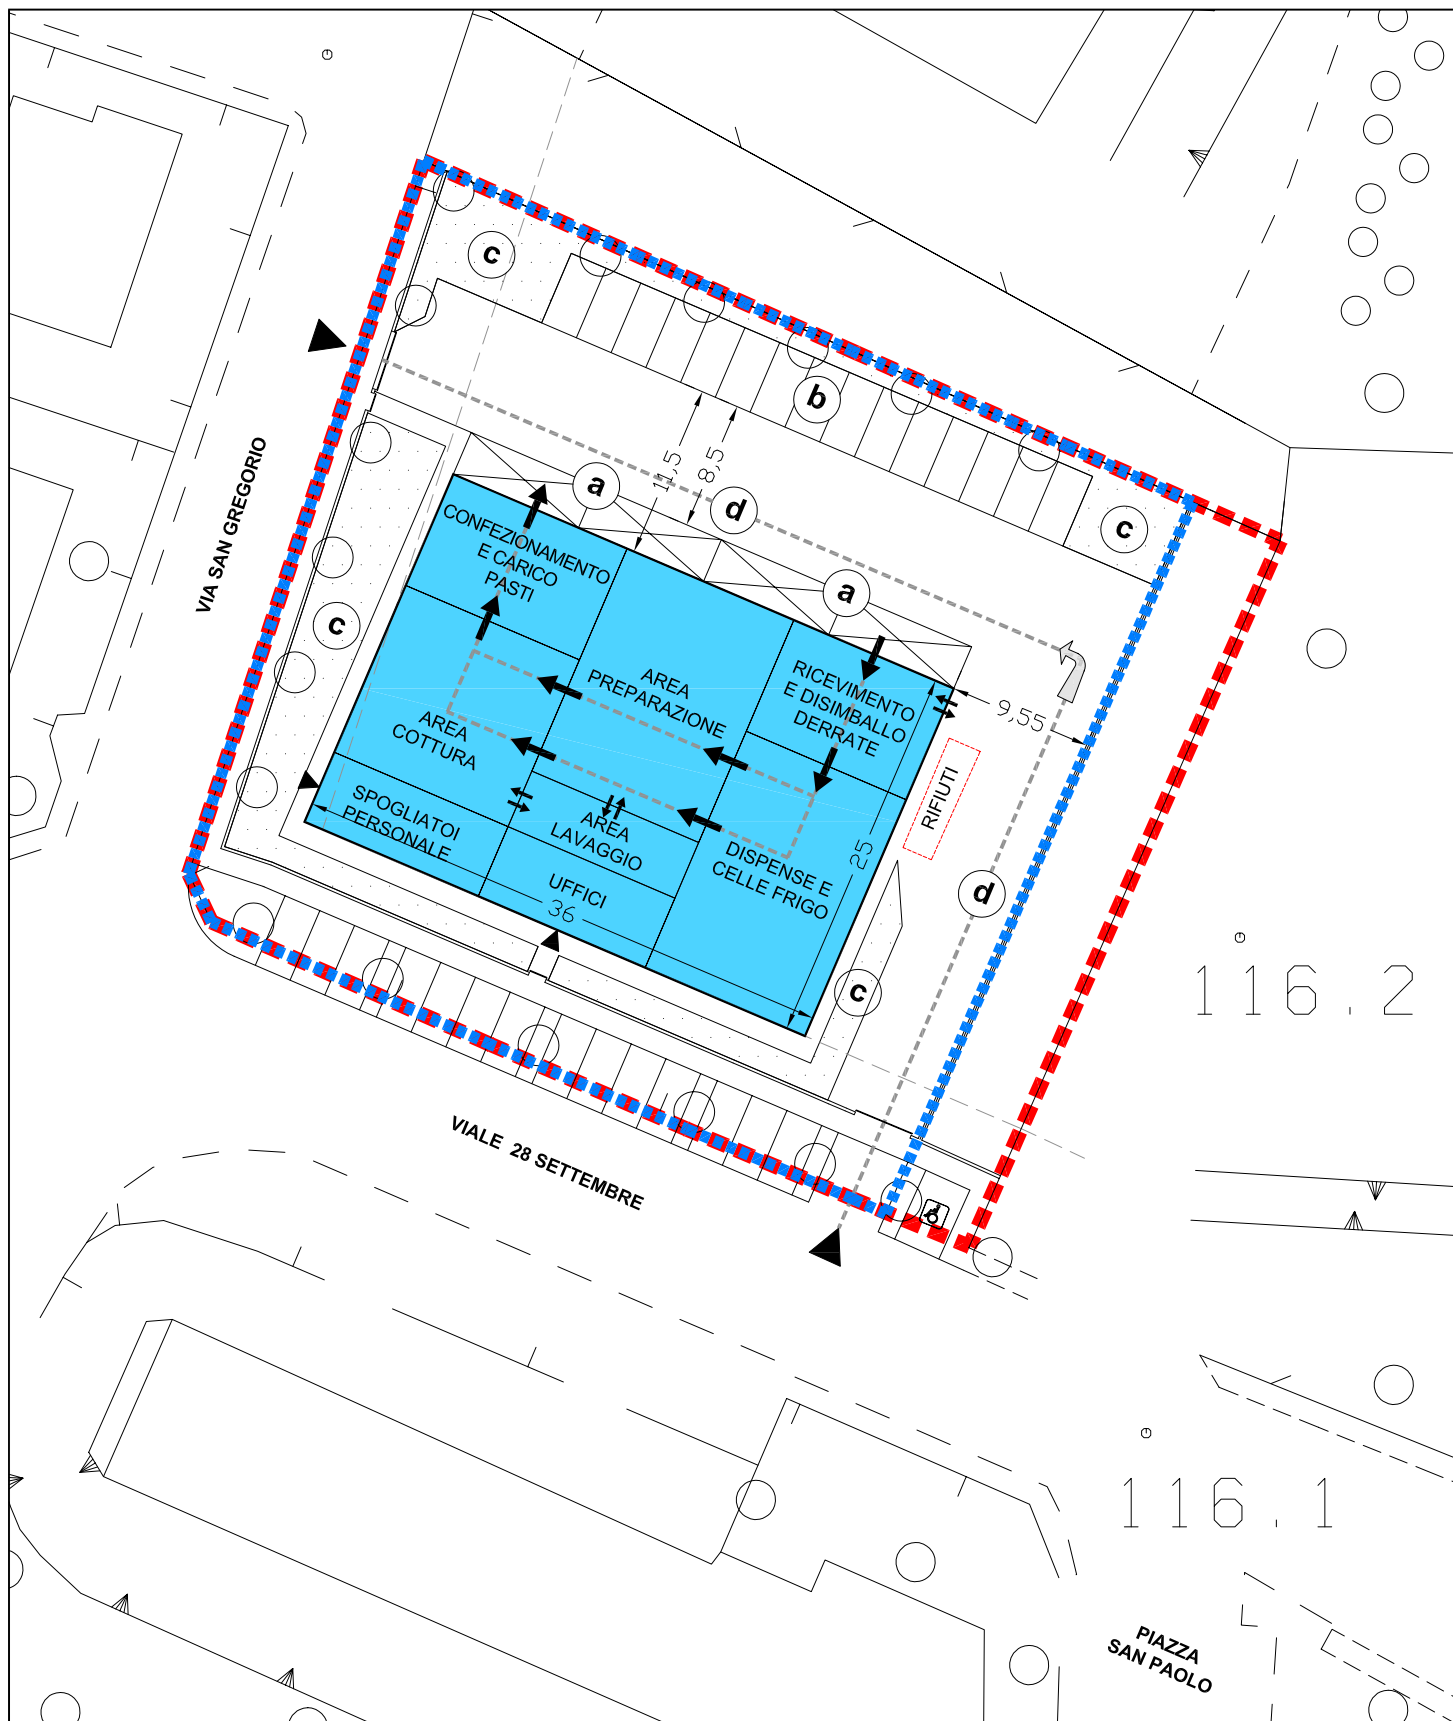 c
b
11,5
8,5
a
d
c
VIA SAN GREGORIO
CONFEZIONAMENTO
E CARICO
PASTI
a
c
AREA
PREPARAZIONE
RICEVIMENTO
E DISIMBALLO
DERRATE
9,55
AREA
COTTURA
RIFIUTI
SPOGLIATOI
PERSONALE
AREA
LAVAGGIO
25
DISPENSE E
CELLE FRIGO
UFFICI
36
d
c
116.2
VIALE 28 SETTEMBRE
116.1
PIAZZA
SAN PAOLO